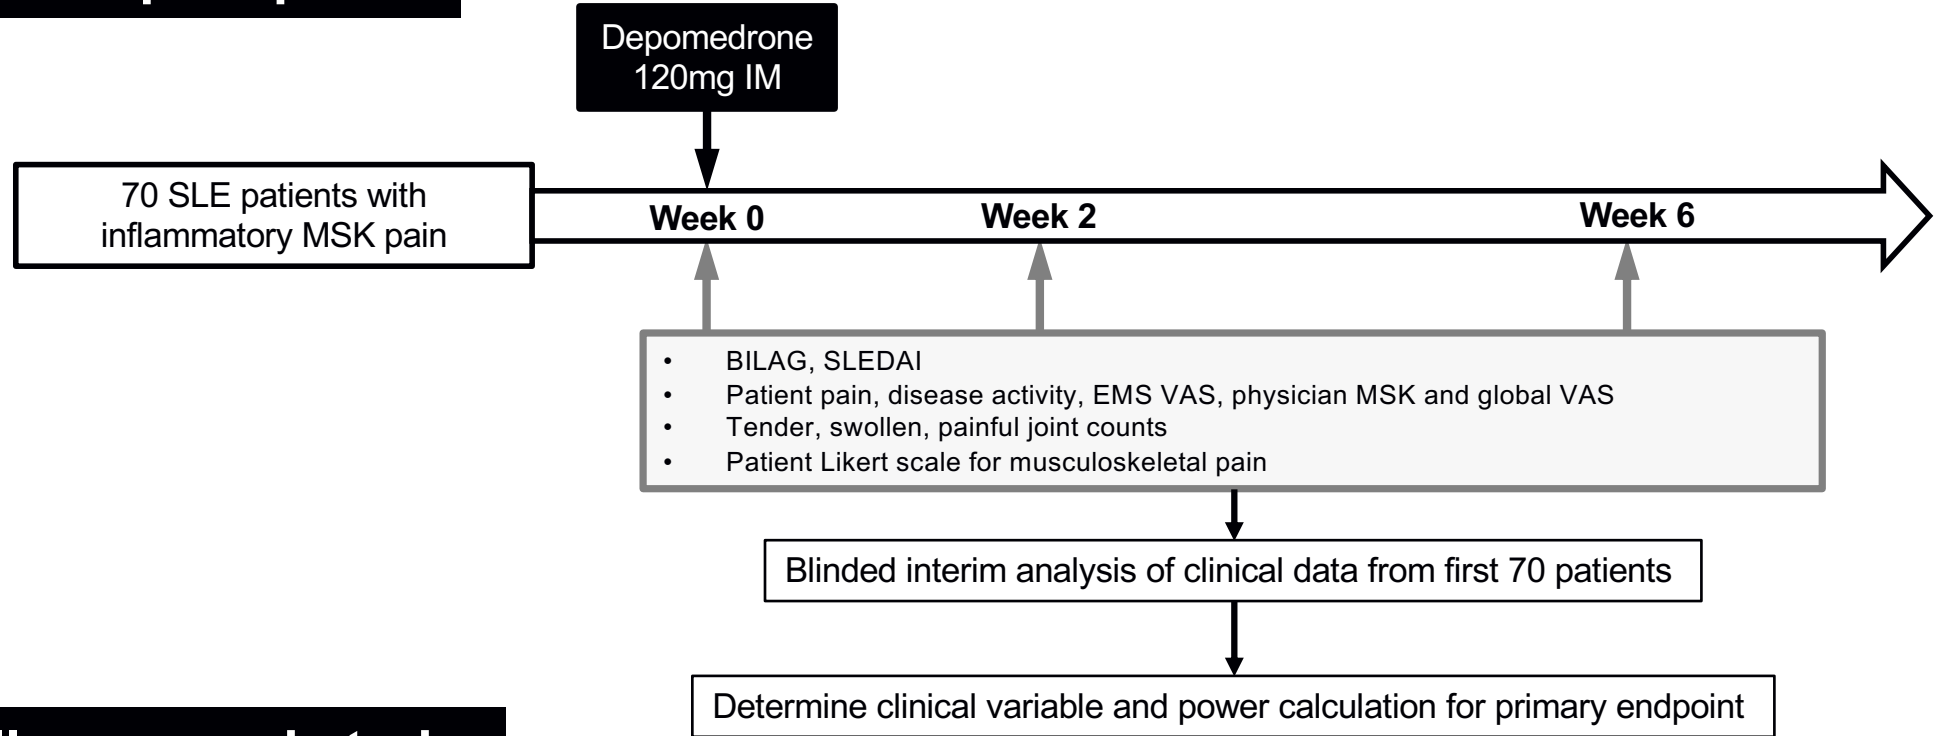 Depomedrone
120mg IM
70 SLE patients with
inflammatory MSK pain
Week 0
Week 2
Week 6
• BILAG, SLEDAI
• Patient pain, disease activity, EMS VAS, physician MSK and global VAS
• Tender, swollen, painful joint counts
• Patient Likert scale for musculoskeletal pain
Blinded interim analysis of clinical data from first 70 patients
Determine clinical variable and power calculation for primary endpoint